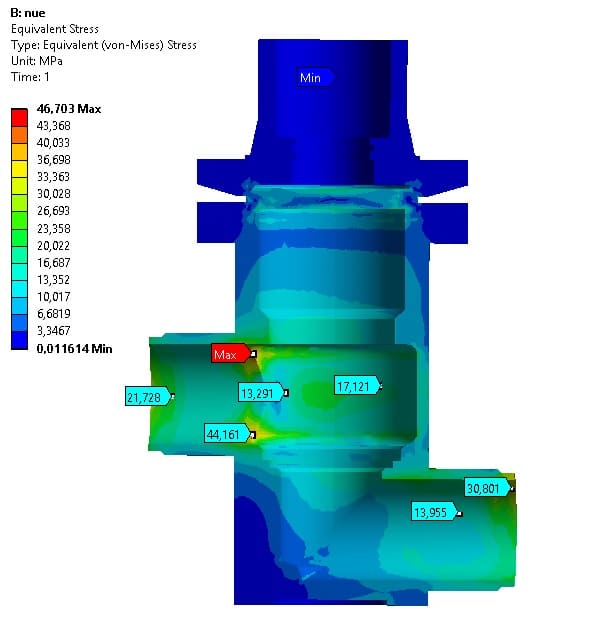 B: nue
Equivalent Stress
Type: Equivalent (von-Mises) Stress
Unit: MPa
Time: 1
46,703 Max
43,368
40,033
36,698
33,363
30,028
26,693
23,358
20,022
16,687
13,352
10,017
6,6819
3,3467
0,011614 Min
Min
Max
17,121
13,291
21,728
44,161
30,801
13,955